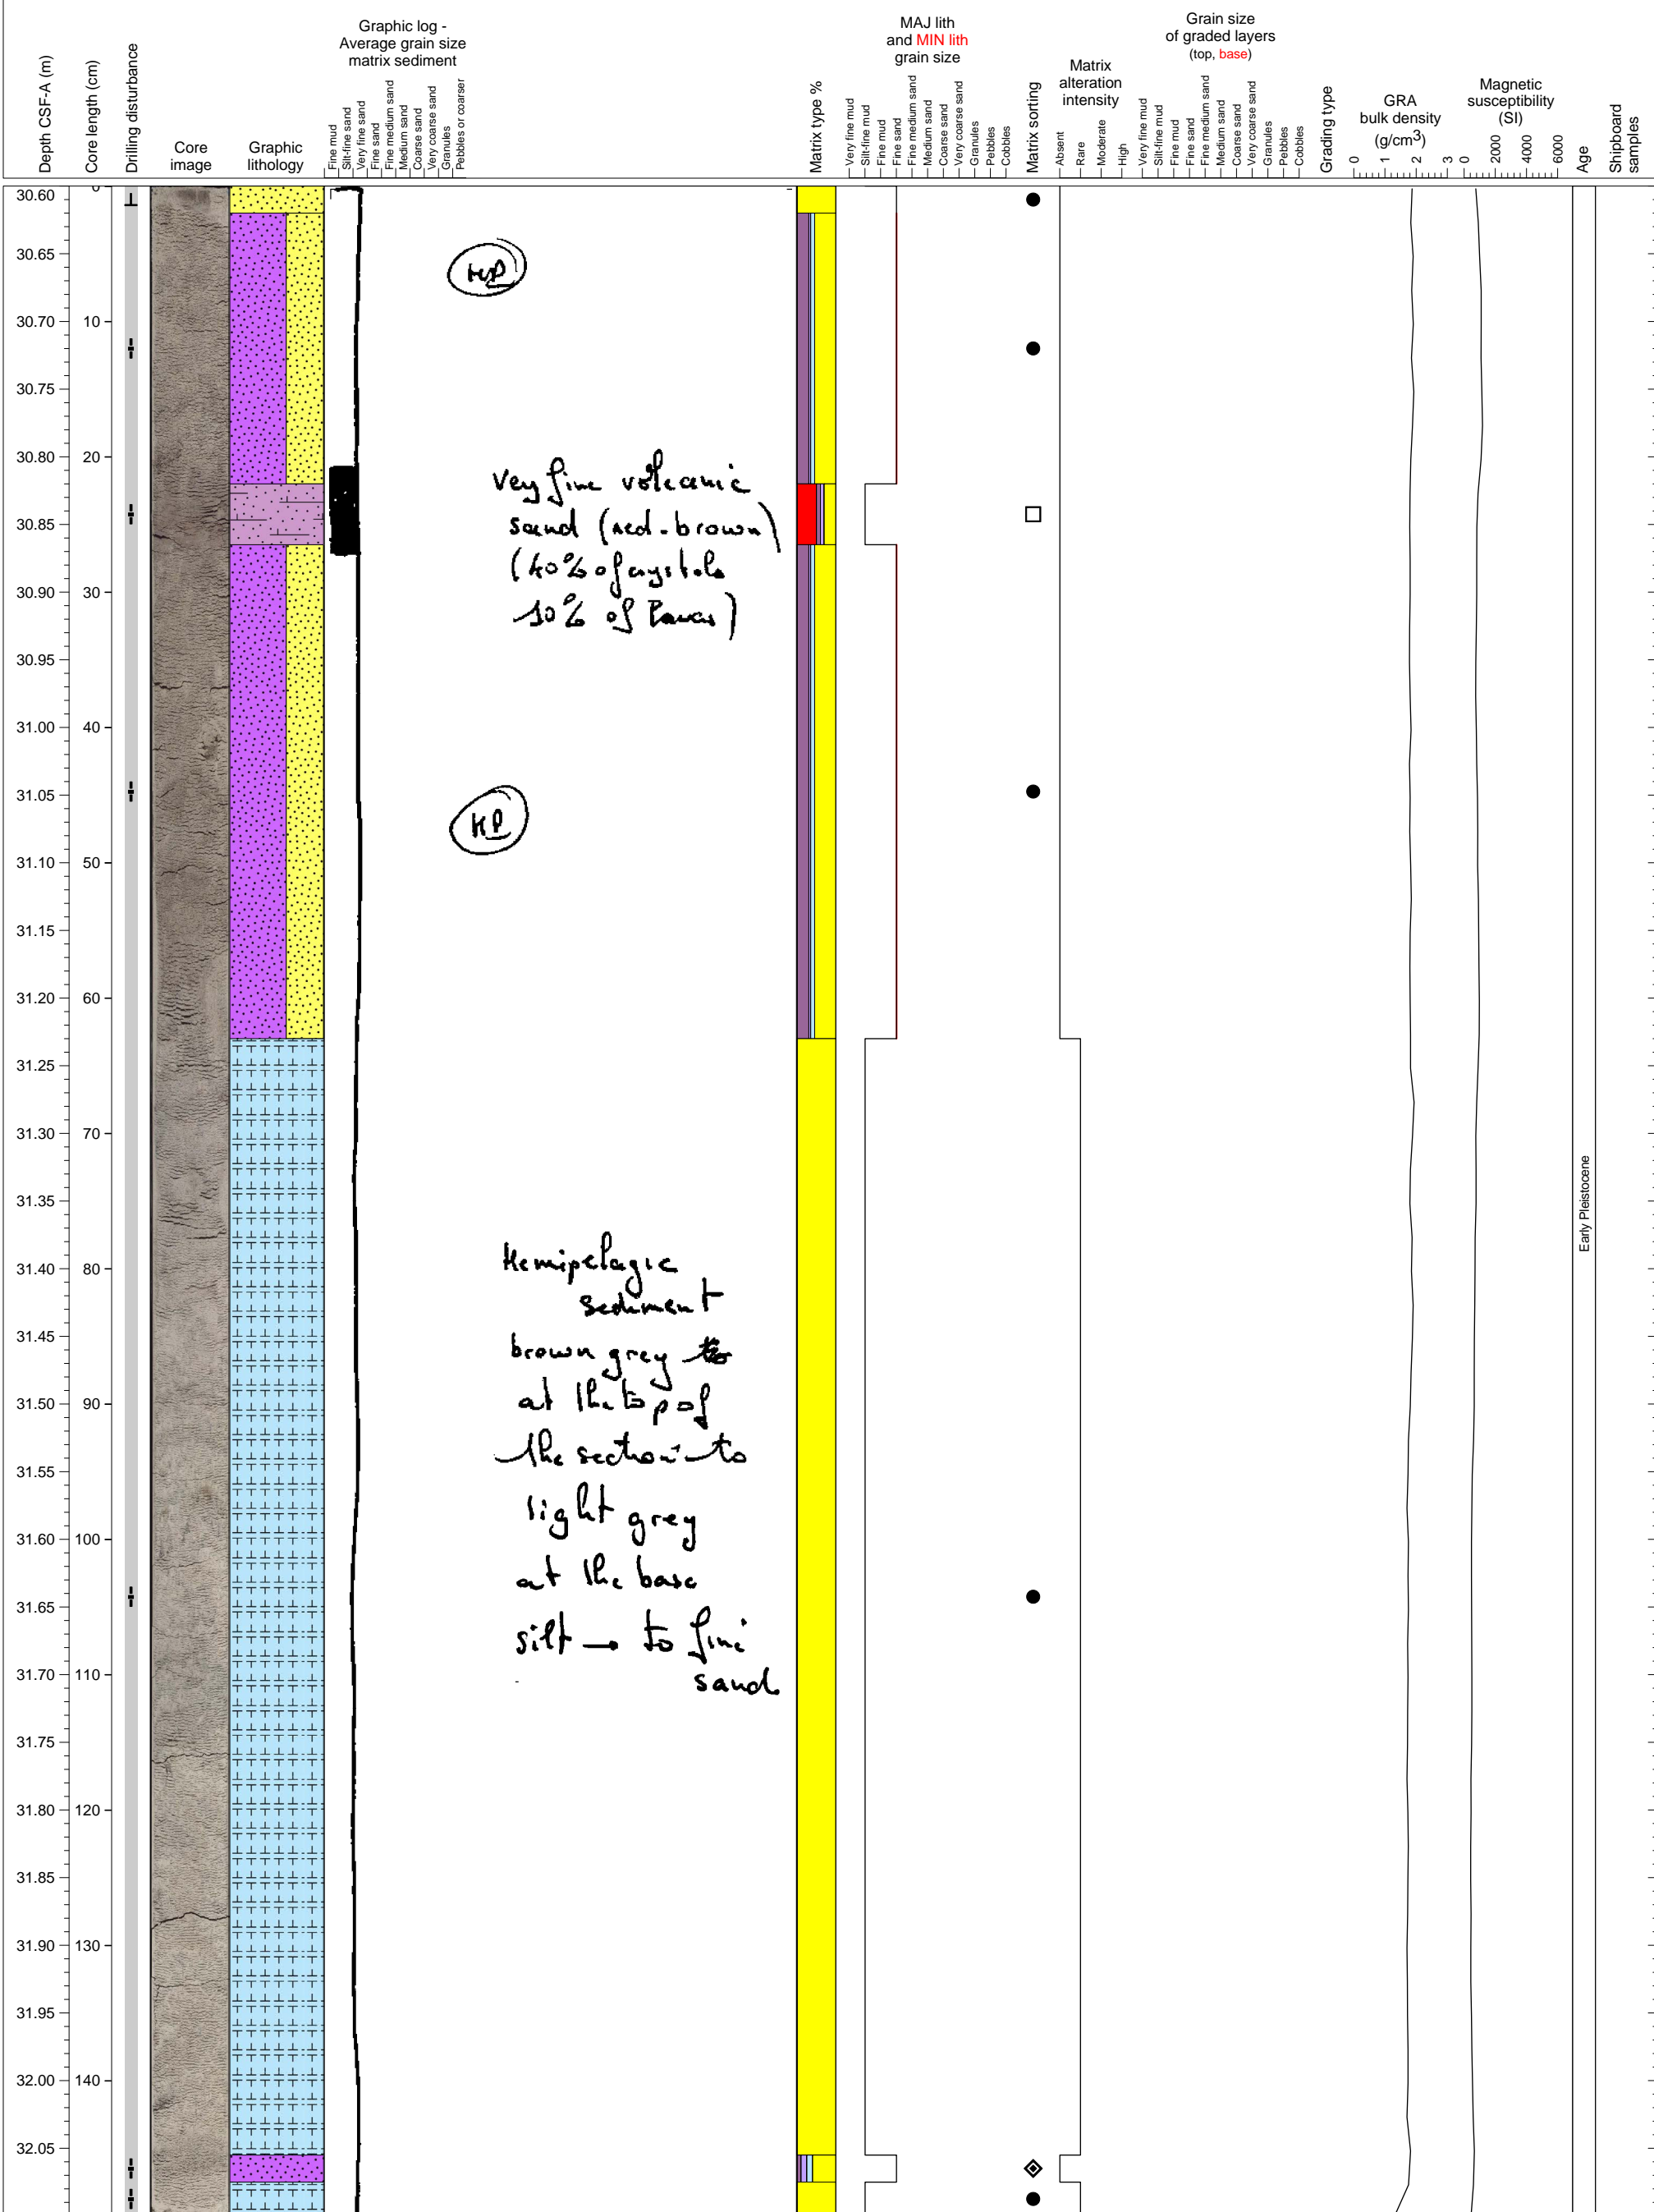 Graphic log -
Average grain size
matrix sediment
MAJ lith
and MIN lith
grain size
Grain size
of graded layers
(top, base)
Matrix
alteration
intensity
GRA
bulk density
(g/cm3)
Magnetic
susceptibility
(SI)
Depth CSF-A (m)
Core length (cm)
Drilling disturbance
Core
image
Graphic
lithology
Fine mud
Silt-fine sand
Very fine sand
Fine sand
Fine medium sand
Medium sand
Coarse sand
Very coarse sand
Granules
Pebbles or coarser
Matrix type %
Very fine mud
Silt-fine mud
Fine mud
Fine sand
Fine medium sand
Medium sand
Coarse sand
Very coarse sand
Granules
Pebbles
Cobbles
Matrix sorting
Absent
Rare
Moderate
High
Very fine mud
Silt-fine mud
Fine mud
Fine sand
Fine medium sand
Medium sand
Coarse sand
Very coarse sand
Granules
Pebbles
Cobbles
Grading type
0 1 2 3
0 2000 4000 6000
Age
Shipboard
samples
30.60 0
30.65
30.70 10
30.75
30.80 20
very fine volcanic
30.85
sand (red-brown)
(40% of crystals
30.90 30
10% of
30.95
31.00 40
31.05
31.10 50
31.15
31.20 60
31.25
31.30 70
31.35
Early Pleistocene
Hemipelagic
31.40 80
sediment
31.45
brown grey to
at the top of
31.50 90
the section to
31.55
light grey
31.60 100
at the base
31.65
silt → to fine
31.70 110
sand
31.75
31.80 120
31.85
31.90 130
31.95
32.00 140
32.05